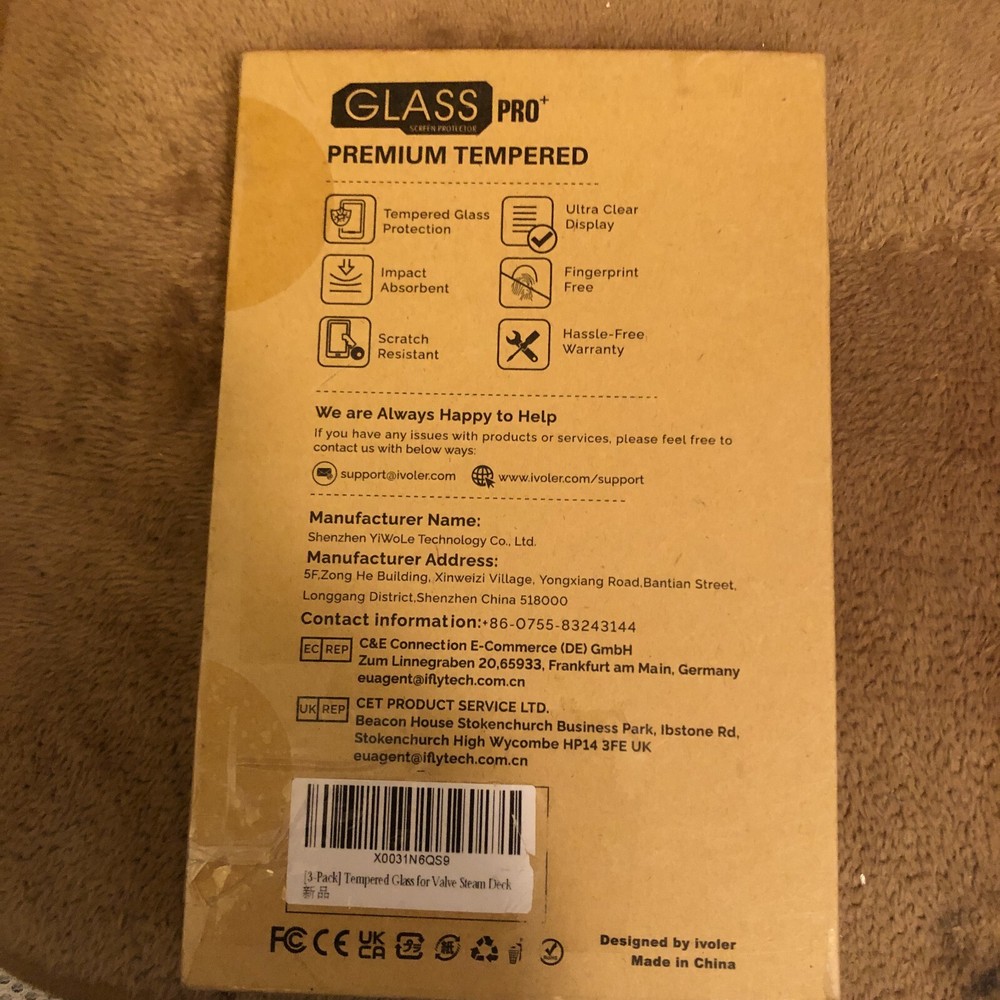 GLASS PRO+
SCREEN PROTECTOR
PREMIUM TEMPERED
Tempered Glass
Protection
Ultra Clear
Display
Impact
Absorbent
Fingerprint
Free
Scratch
Resistant
Hassle-Free
Warranty
We are Always Happy to Help
If you have any issues with products or services, please feel free to
contact us with below ways:
support@ivoler.com www.ivoler.com/support
Manufacturer Name:
Shenzhen YiWoLe Technology Co., Ltd.
Manufacturer Address:
5F,Zong He Building, Xinweizi Village, Yongxiang Road,Bantian Street,
Longgang District,Shenzhen China 518000
Contact information:+86-0755-83243144
EC REP C&E Connection E-Commerce (DE) GmbH
Zum Linnegraben 20,65933, Frankfurt am Main, Germany
euagent@iflytech.com.cn
UK REP CET PRODUCT SERVICE LTD.
Beacon House Stokenchurch Business Park, Ibstone Rd,
Stokenchurch High Wycombe HP14 3FE UK
euagent@iflytech.com.cn
X0031N6QS9
[3-Pack] Tempered Glass for Valve Steam Deck
新品
FC CE UK CA プラ 紙
Designed by ivoler
Made in China